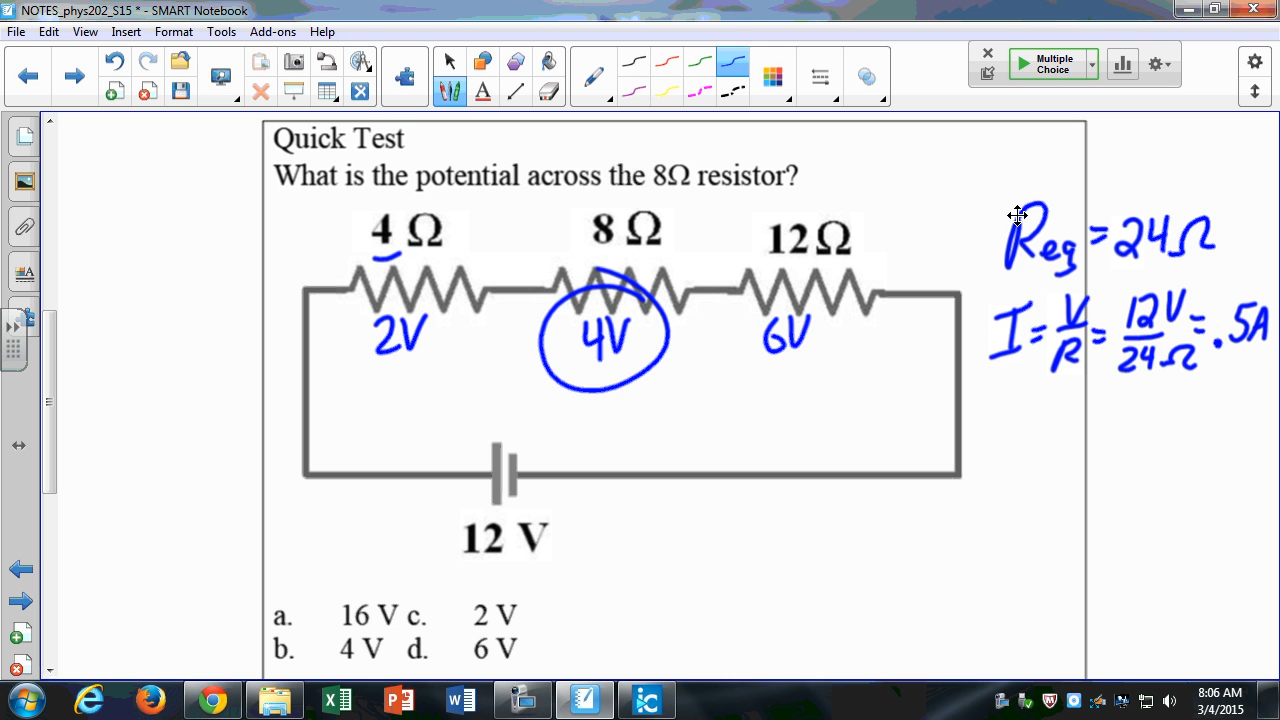 NOTES_phys202_S15 * - SMART Notebook
File Edit View Insert Format Tools Add-ons Help
Multiple
Choice
Quick Test
What is the potential across the 8Ω resistor?
4 Ω 8 Ω 12Ω
2V 4V 6V
Req = 24Ω
I = V/R = 12V/24Ω = .5A
12 V
a. 16 V c. 2 V
b. 4 V d. 6 V
8:06 AM
3/4/2015